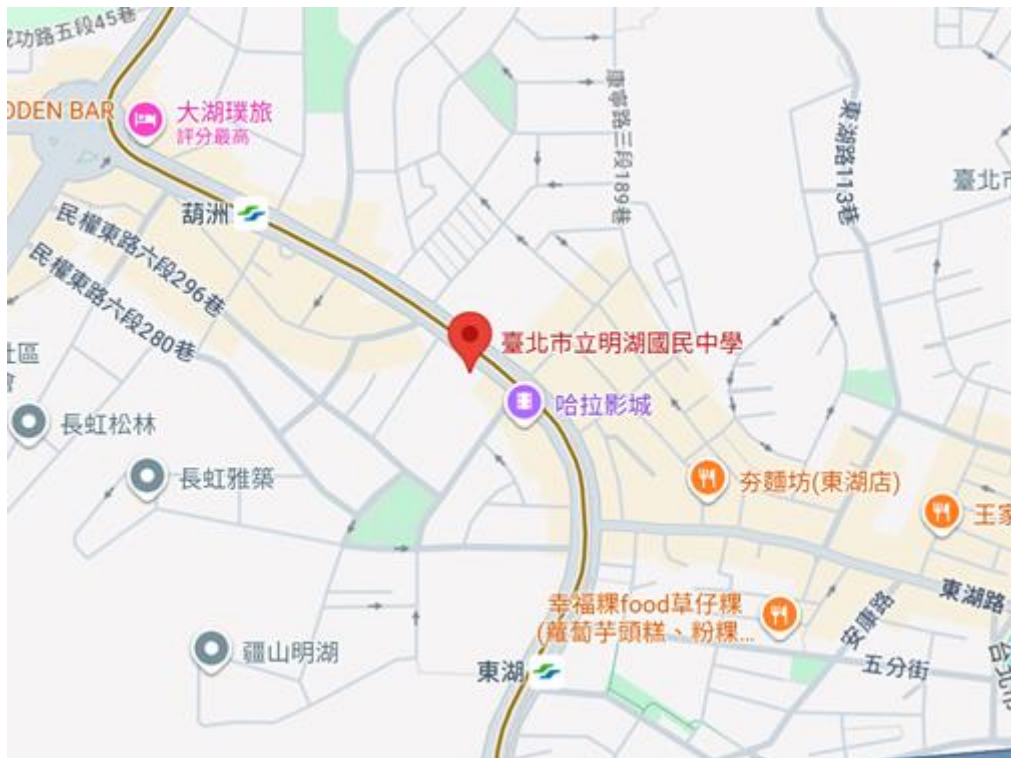 功路五段45巷
ODEN BAR
大湖璞旅
評分最高
葫洲
民權東路六段296巷
民權東路六段280巷
康寧路三段189巷
東湖路113巷
臺北市
臺北市立明湖國民中學
哈拉影城
社區
長虹松林
長虹雅築
夯麵坊(東湖店)
王家
幸福粿food草仔粿
(蘿蔔芋頭糕、粉粿...
東湖路
安康路
五分街
疆山明湖
東湖